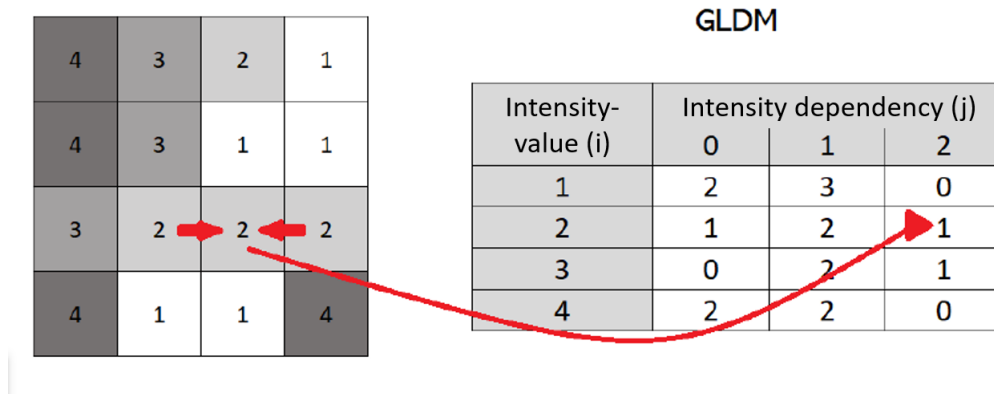 GLDM
4 3 2 1
4 3 1 1
3 2 2 2
4 1 1 4
Intensity- Intensity dependency (j)
value (i) 0 1 2
1 2 3 0
2 1 2 1
3 0 2 1
4 2 2 0